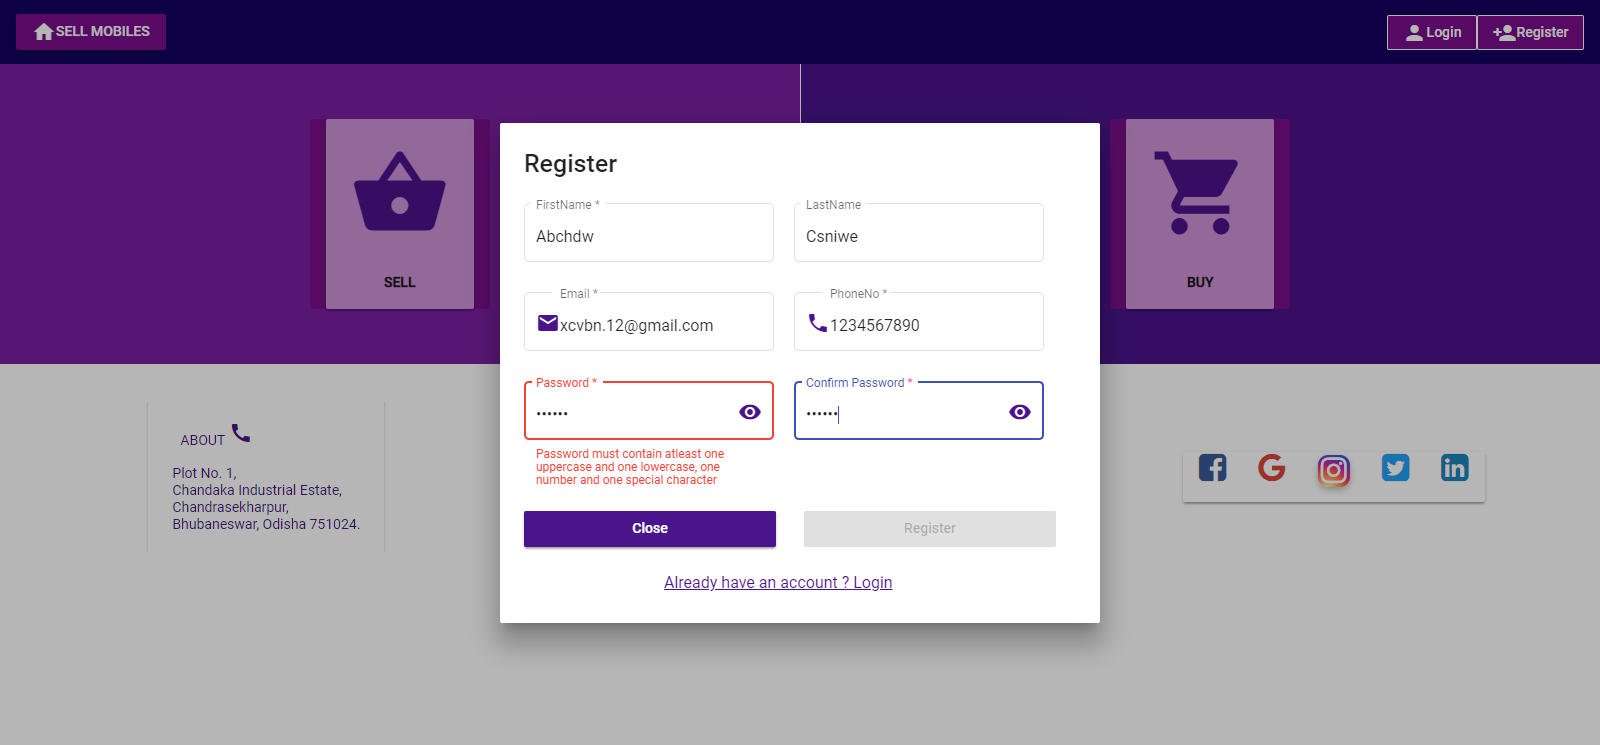 SELL MOBILES
Login
Register
SELL
BUY
Register
FirstName *
LastName
Abchdw
Csniwe
Email *
PhoneNo *
xcvbn.12@gmail.com
1234567890
Password *
Confirm Password *
••••••
••••••
Password must contain atleast one
uppercase and one lowercase, one
number and one special character
Close
Register
Already have an account ? Login
ABOUT
Plot No. 1,
Chandaka Industrial Estate,
Chandrasekharpur,
Bhubaneswar, Odisha 751024.